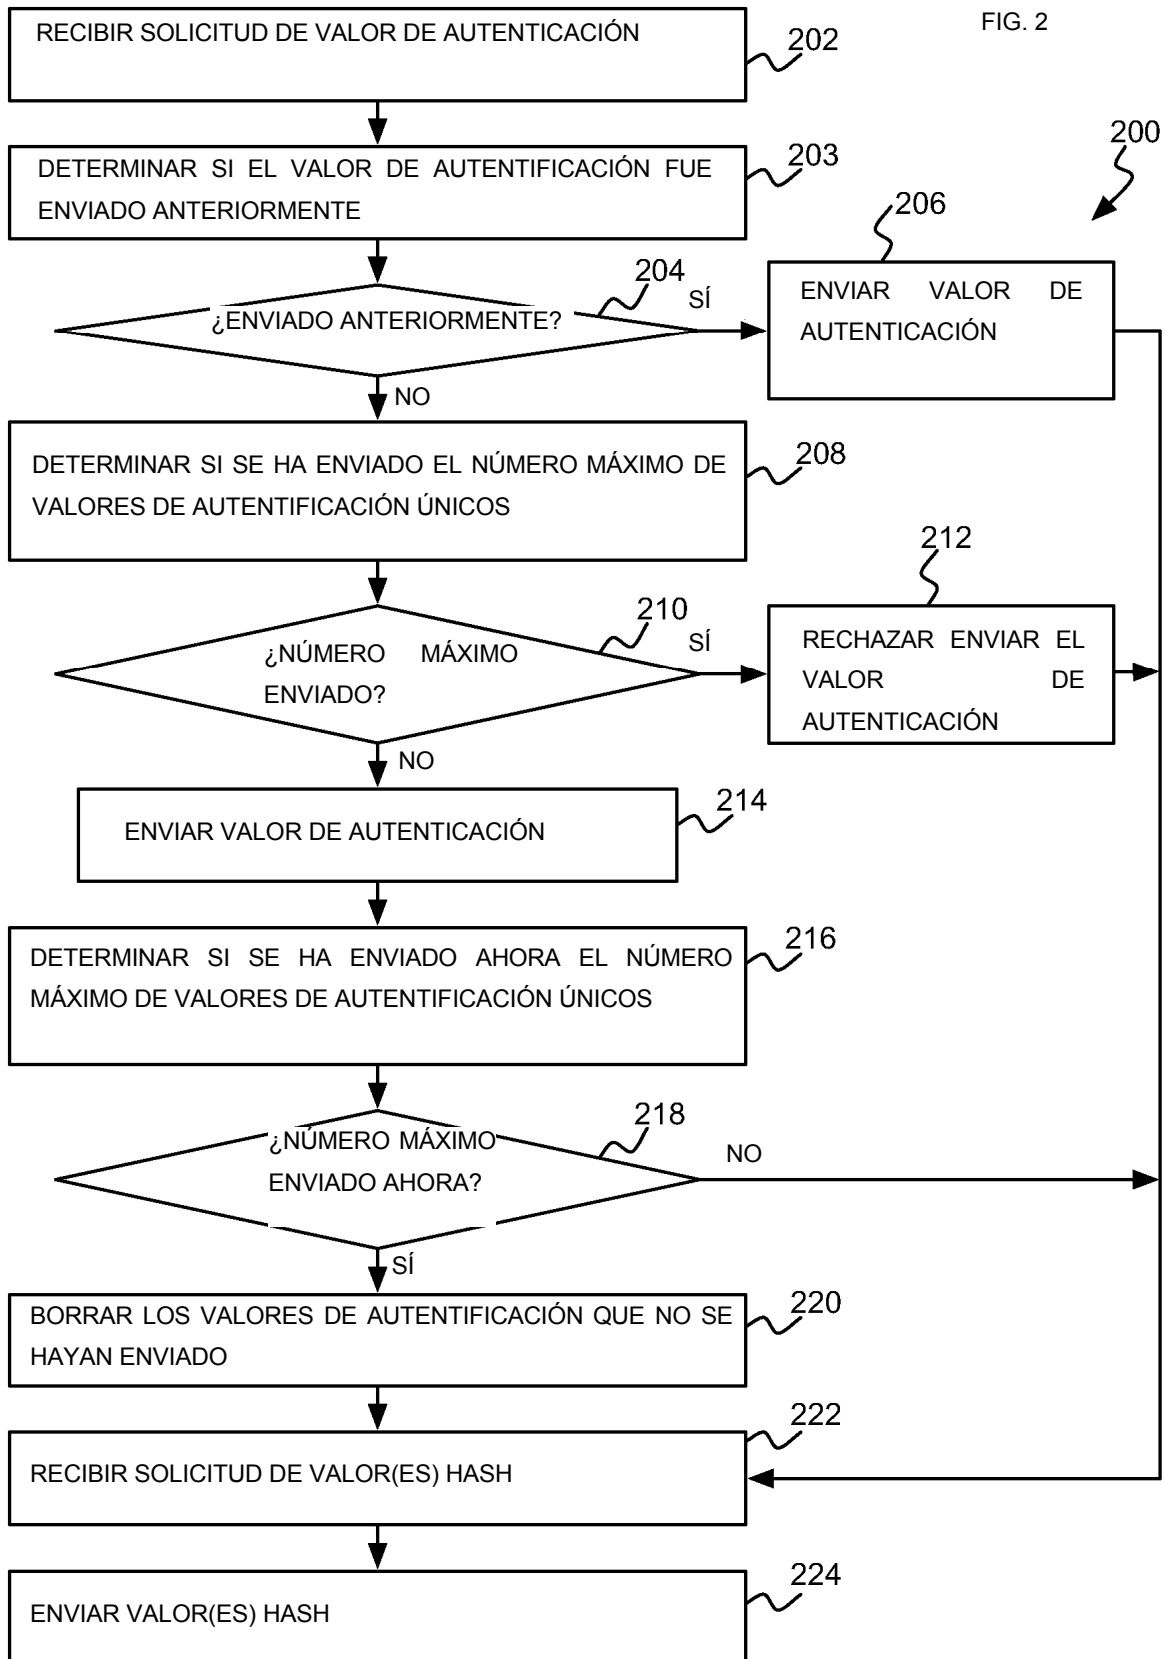 RECIBIR SOLICITUD DE VALOR DE AUTENTICACIÓN
FIG. 2
202
200
DETERMINAR SI EL VALOR DE AUTENTIFICACIÓN FUE
ENVIADO ANTERIORMENTE
203
206
204
¿ENVIADO ANTERIORMENTE?
SÍ
ENVIAR VALOR DE
AUTENTICACIÓN
NO
DETERMINAR SI SE HA ENVIADO EL NÚMERO MÁXIMO DE
VALORES DE AUTENTIFICACIÓN ÚNICOS
208
212
210
¿NÚMERO MÁXIMO
ENVIADO?
SÍ
RECHAZAR ENVIAR EL
VALOR DE
AUTENTICACIÓN
NO
ENVIAR VALOR DE AUTENTICACIÓN
214
DETERMINAR SI SE HA ENVIADO AHORA EL NÚMERO
MÁXIMO DE VALORES DE AUTENTIFICACIÓN ÚNICOS
216
218
¿NÚMERO MÁXIMO
ENVIADO AHORA?
NO
SÍ
BORRAR LOS VALORES DE AUTENTIFICACIÓN QUE NO SE
HAYAN ENVIADO
220
222
RECIBIR SOLICITUD DE VALOR(ES) HASH
224
ENVIAR VALOR(ES) HASH